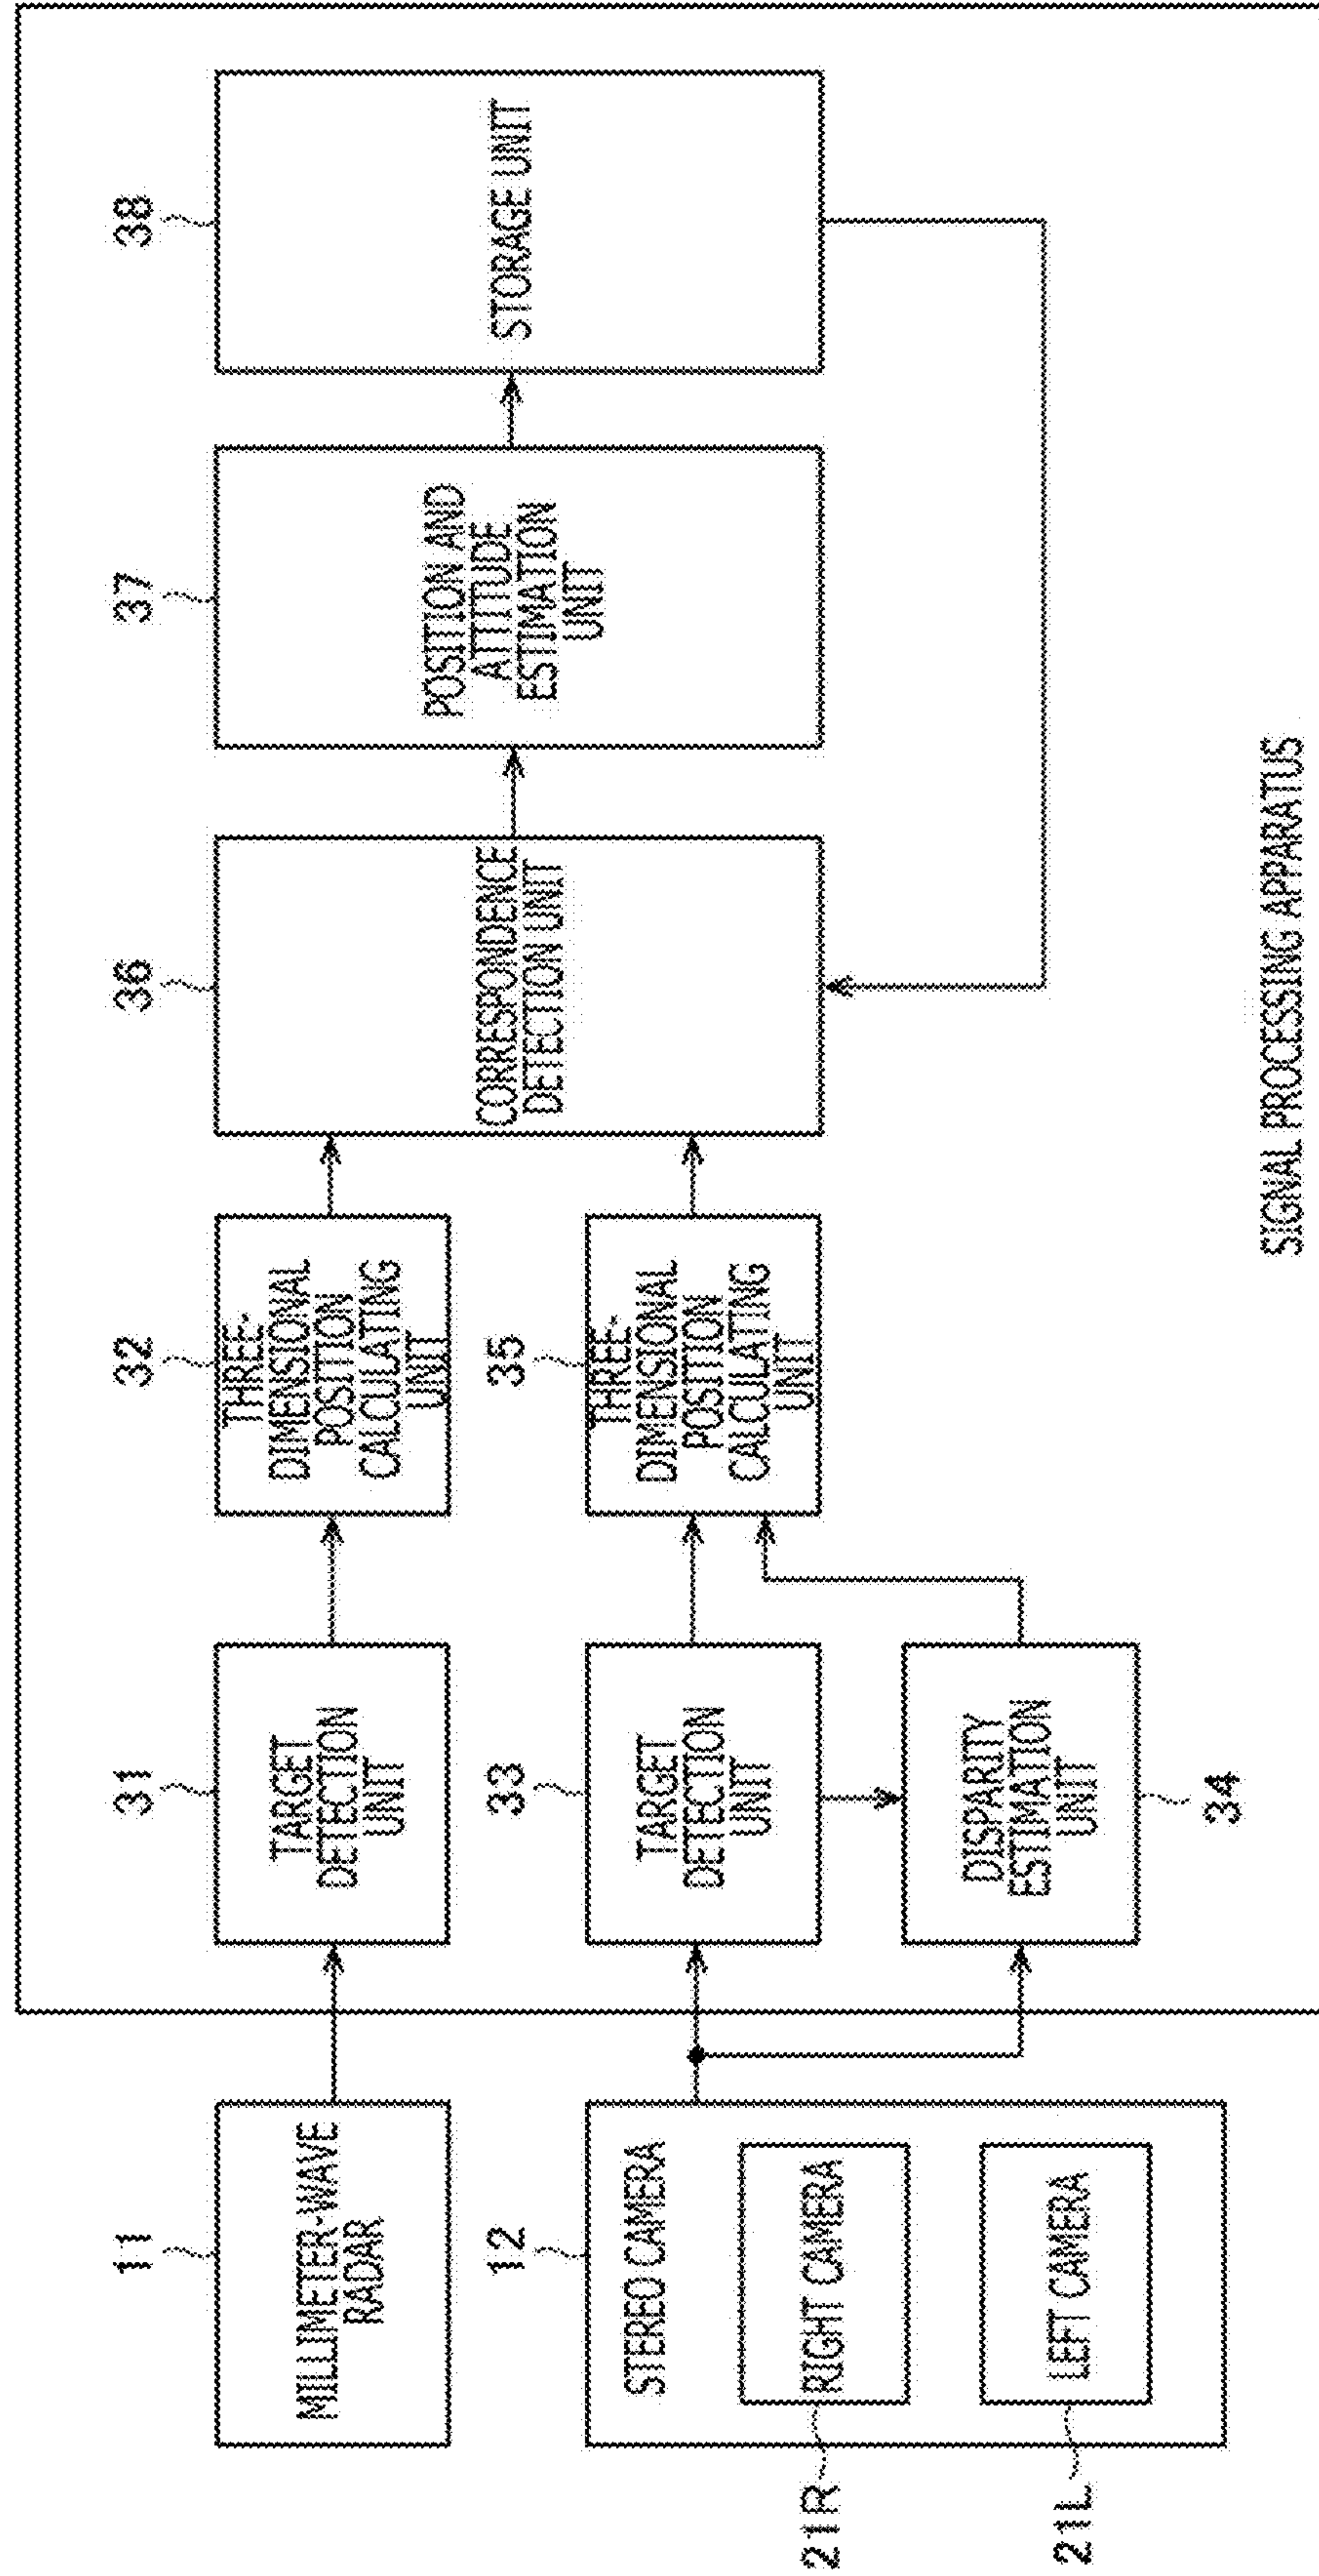 11
MILLIMETER-WAVE
RADAR
12
STEREO CAMERA
RIGHT CAMERA
21R
LEFT CAMERA
21L
31
TARGET
DETECTION
UNIT
33
TARGET
DETECTION
UNIT
DISPARITY
ESTIMATION
UNIT
34
32
THREE-
DIMENSIONAL
POSITION
CALCULATING
UNIT
35
THREE-
DIMENSIONAL
POSITION
CALCULATING
UNIT
36
CORRESPONDENCE
DETECTION UNIT
37
POSITION AND
ATTITUDE
ESTIMATION
UNIT
38
STORAGE UNIT
SIGNAL PROCESSING APPARATUS